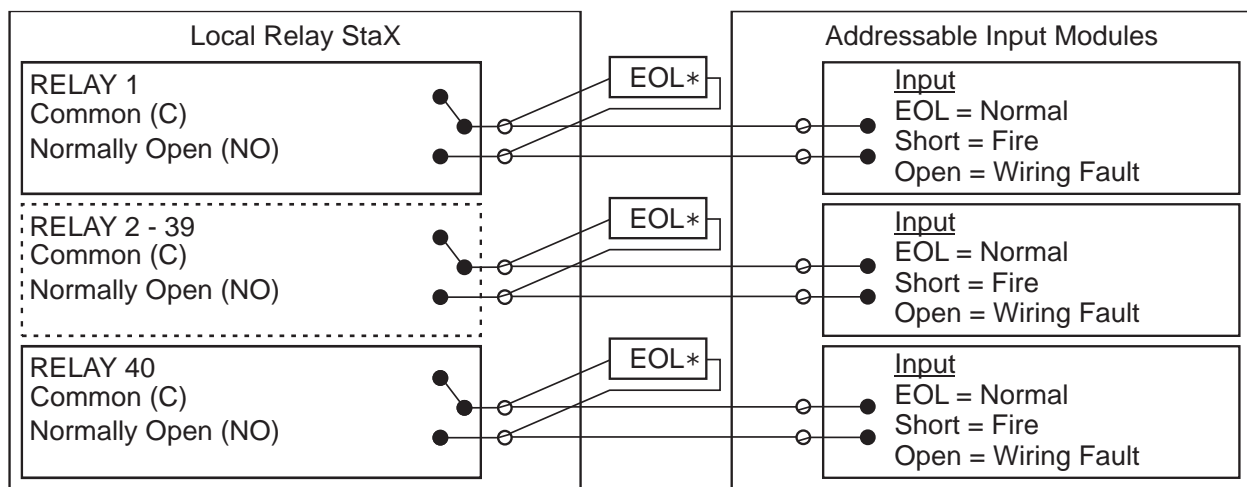 Local Relay StaX
RELAY 1
Common (C)
Normally Open (NO)
EOL*
RELAY 2 - 39
Common (C)
Normally Open (NO)
EOL*
RELAY 40
Common (C)
Normally Open (NO)
EOL*
Addressable Input Modules
Input
EOL = Normal
Short = Fire
Open = Wiring Fault
Input
EOL = Normal
Short = Fire
Open = Wiring Fault
Input
EOL = Normal
Short = Fire
Open = Wiring Fault